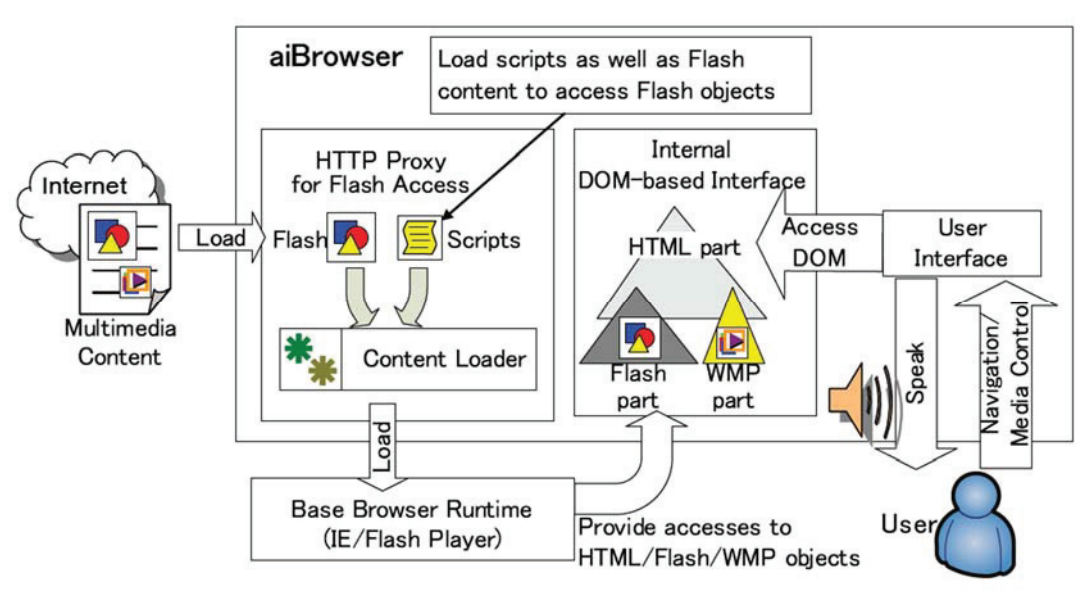 aiBrowser
Load scripts as well as Flash
content to access Flash objects
Internet
Multimedia
Content
Load
HTTP Proxy
for Flash Access
Flash
Scripts
Content Loader
Load
Base Browser Runtime
(IE/Flash Player)
Internal
DOM-based Interface
HTML part
Flash
part
WMP
part
Provide accesses to
HTML/Flash/WMP objects
Access
DOM
User
Interface
Speak
Navigation/
Media Control
User